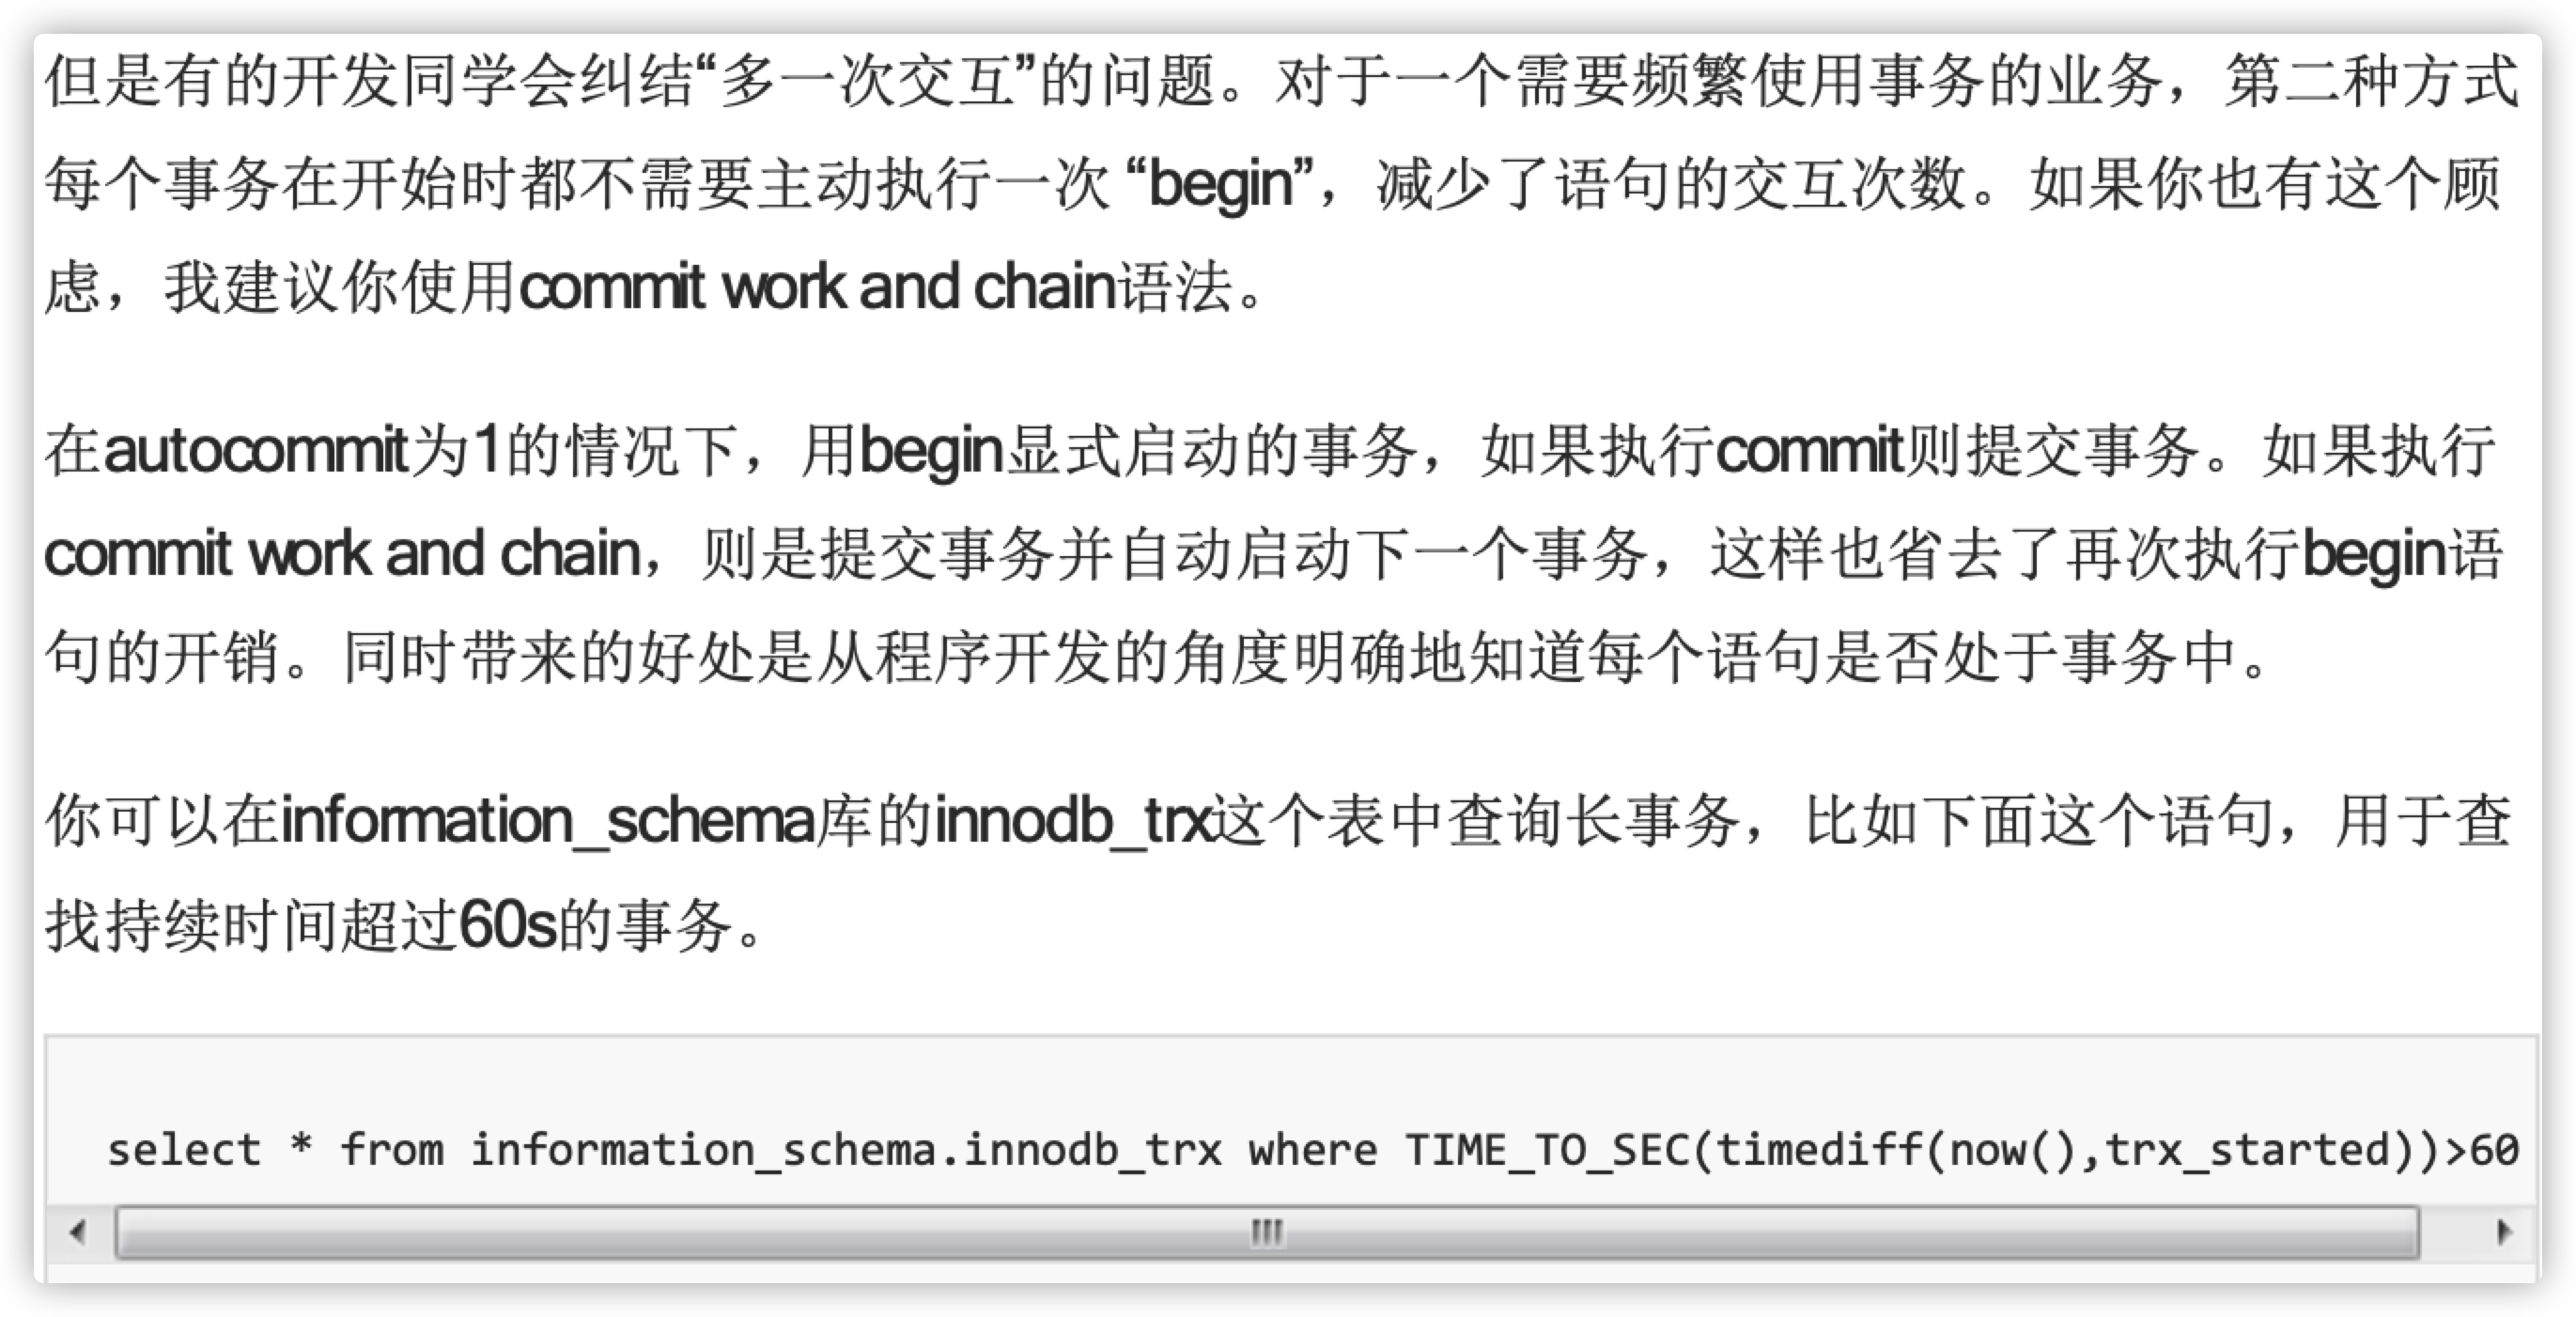 但是有的开发同学会纠结“多一次交互”的问题。对于一个需要频繁使用事务的业务，第二种方式
每个事务在开始时都不需要主动执行一次 “begin”，减少了语句的交互次数。如果你也有这个顾
虑，我建议你使用commit work and chain语法。
在autocommit为1的情况下，用begin显式启动的事务，如果执行commit则提交事务。如果执行
commit work and chain，则是提交事务并自动启动下一个事务，这样也省去了再次执行begin语
句的开销。同时带来的好处是从程序开发的角度明确地知道每个语句是否处于事务中。
你可以在information_schema库的innodb_trx这个表中查询长事务，比如下面这个语句，用于查
找持续时间超过60s的事务。
select * from information_schema.innodb_trx where TIME_TO_SEC(timediff(now(),trx_started))>60